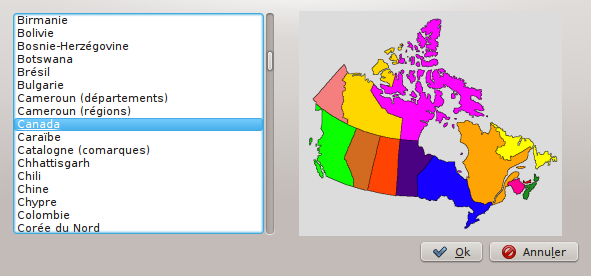 Birmanie
Bolivie
Bosnie-Herzégovine
Botswana
Brésil
Bulgarie
Cameroun (départements)
Cameroun (régions)
Canada
Caraïbe
Catalogne (comarques)
Chhattisgarh
Chili
Chine
Chypre
Colombie
Corée du Nord
Ok
Annuler